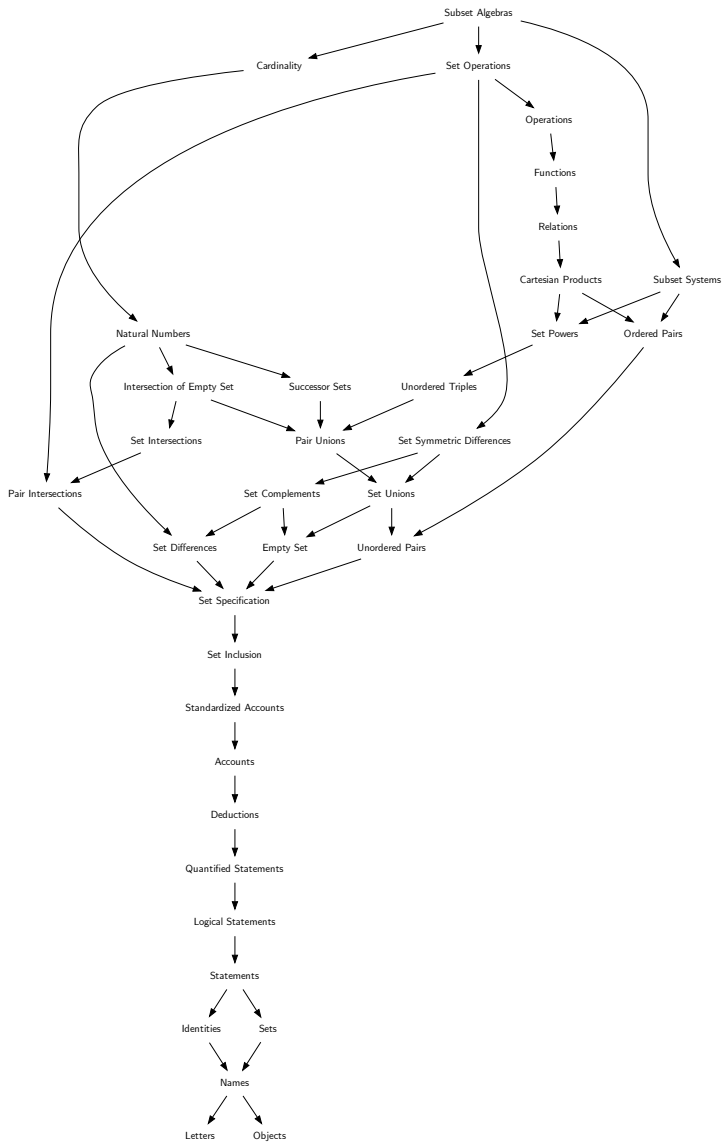 Subset Algebras
Cardinality
Set Operations
Operations
Functions
Relations
Cartesian Products
Subset Systems
Natural Numbers
Set Powers
Ordered Pairs
Intersection of Empty Set
Successor Sets
Unordered Triples
Set Intersections
Pair Unions
Set Symmetric Differences
Pair Intersections
Set Complements
Set Unions
Set Differences
Empty Set
Unordered Pairs
Set Specification
Set Inclusion
Standardized Accounts
Accounts
Deductions
Quantified Statements
Logical Statements
Statements
Identities
Sets
Names
Letters
Objects